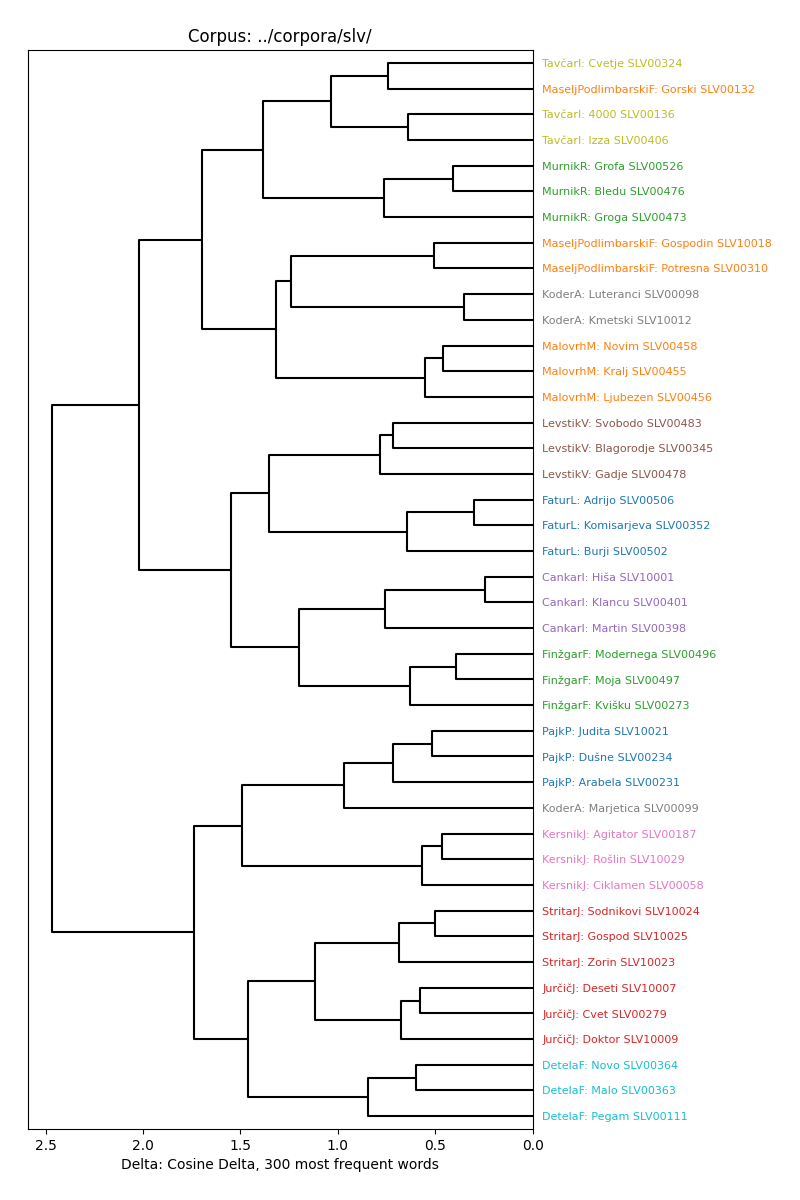 Corpus: ../corpora/slv/
TavčarI: Cvetje SLV00324
MaseljPodlimbarskiF: Gorski SLV00132
TavčarI: 4000 SLV00136
TavčarI: Izza SLV00406
MurnikR: Grofa SLV00526
MurnikR: Bledu SLV00476
MurnikR: Groga SLV00473
MaseljPodlimbarskiF: Gospodin SLV10018
MaseljPodlimbarskiF: Potresna SLV00310
KoderA: Luteranci SLV00098
KoderA: Kmetski SLV10012
MalovrhM: Novim SLV00458
MalovrhM: Kralj SLV00455
MalovrhM: Ljubezen SLV00456
LevstikV: Svobodo SLV00483
LevstikV: Blagorodje SLV00345
LevstikV: Gadje SLV00478
FaturL: Adrijo SLV00506
FaturL: Komisarjeva SLV00352
FaturL: Burji SLV00502
CankarI: Hiša SLV10001
CankarI: Klancu SLV00401
CankarI: Martin SLV00398
FinžgarF: Modernega SLV00496
FinžgarF: Moja SLV00497
FinžgarF: Kvišku SLV00273
PajkP: Judita SLV10021
PajkP: Dušne SLV00234
PajkP: Arabela SLV00231
KoderA: Marjetica SLV00099
KersnikJ: Agitator SLV00187
KersnikJ: Rošlin SLV10029
KersnikJ: Ciklamen SLV00058
StritarJ: Sodnikovi SLV10024
StritarJ: Gospod SLV10025
StritarJ: Zorin SLV10023
JurčičJ: Deseti SLV10007
JurčičJ: Cvet SLV00279
JurčičJ: Doktor SLV10009
DetelaF: Novo SLV00364
DetelaF: Malo SLV00363
DetelaF: Pegam SLV00111
2.5 2.0 1.5 1.0 0.5 0.0
Delta: Cosine Delta, 300 most frequent words